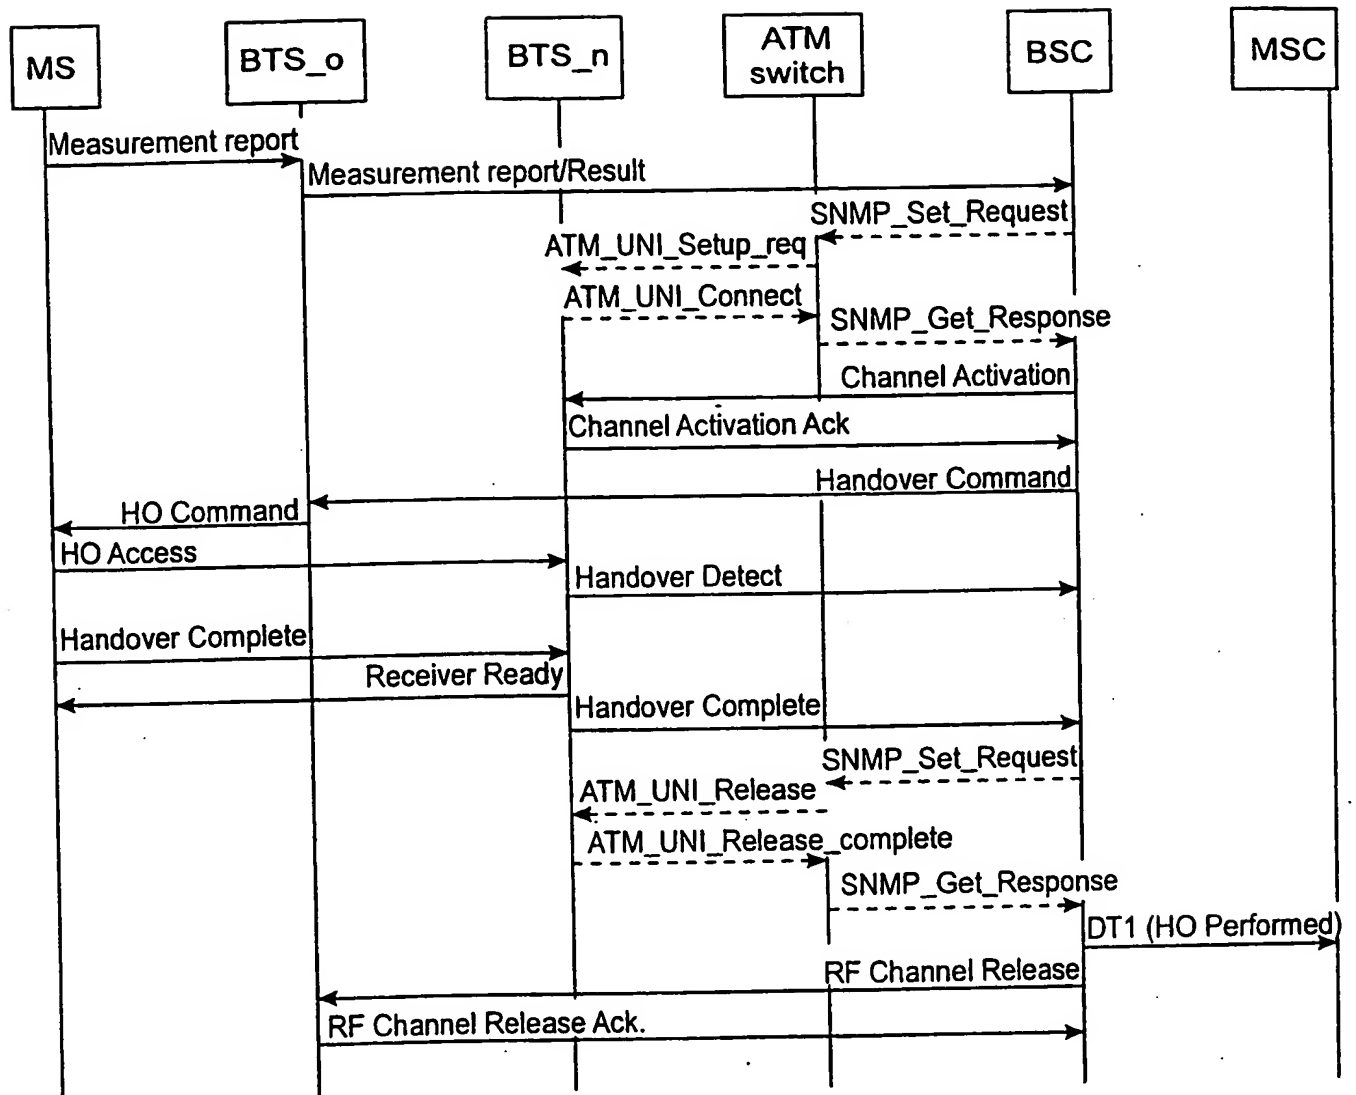 MS
BTS_o
BTS_n
ATM
switch
BSC
MSC
Measurement report
Measurement report/Result
SNMP_Set_Request
ATM_UNI_Setup_req
ATM_UNI_Connect
SNMP_Get_Response
Channel Activation
Channel Activation Ack
Handover Command
HO Command
HO Access
Handover Detect
Handover Complete
Receiver Ready
Handover Complete
SNMP_Set_Request
ATM_UNI_Release
ATM_UNI_Release_complete
SNMP_Get_Response
DT1 (HO Performed)
RF Channel Release
RF Channel Release Ack.